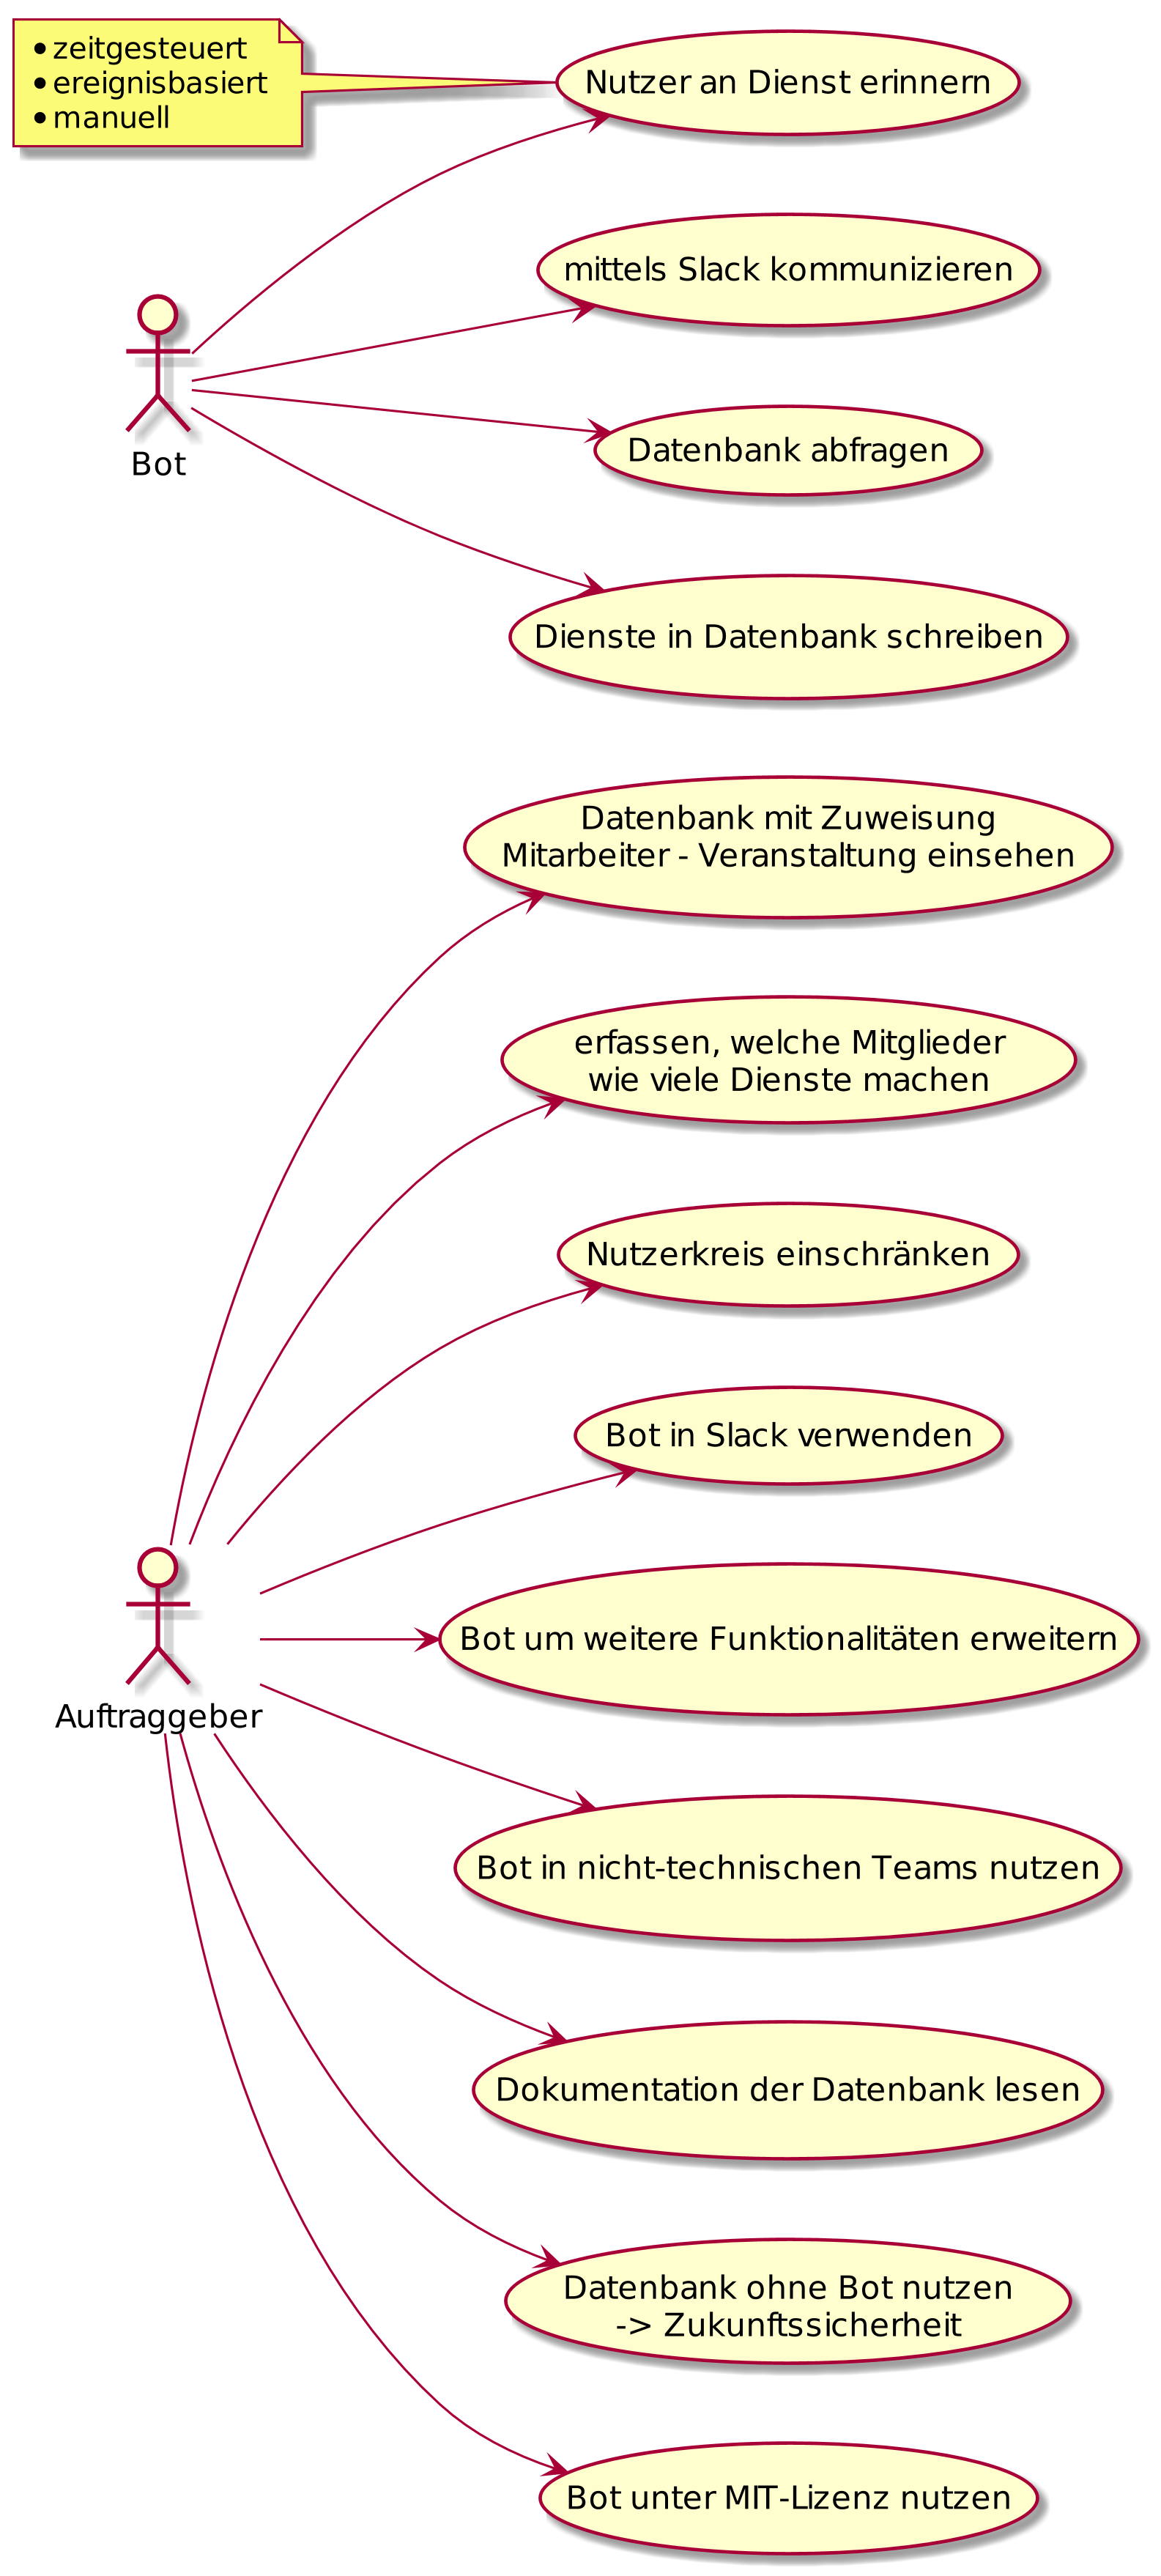 • zeitgesteuert
• ereignisbasiert
• manuell
Nutzer an Dienst erinnern
mittels Slack kommunizieren
Bot
Datenbank abfragen
Dienste in Datenbank schreiben
Datenbank mit Zuweisung
Mitarbeiter - Veranstaltung einsehen
erfassen, welche Mitglieder
wie viele Dienste machen
Nutzerkreis einschränken
Bot in Slack verwenden
Bot um weitere Funktionalitäten erweitern
Auftraggeber
Bot in nicht-technischen Teams nutzen
Dokumentation der Datenbank lesen
Datenbank ohne Bot nutzen
-> Zukunftssicherheit
Bot unter MIT-Lizenz nutzen